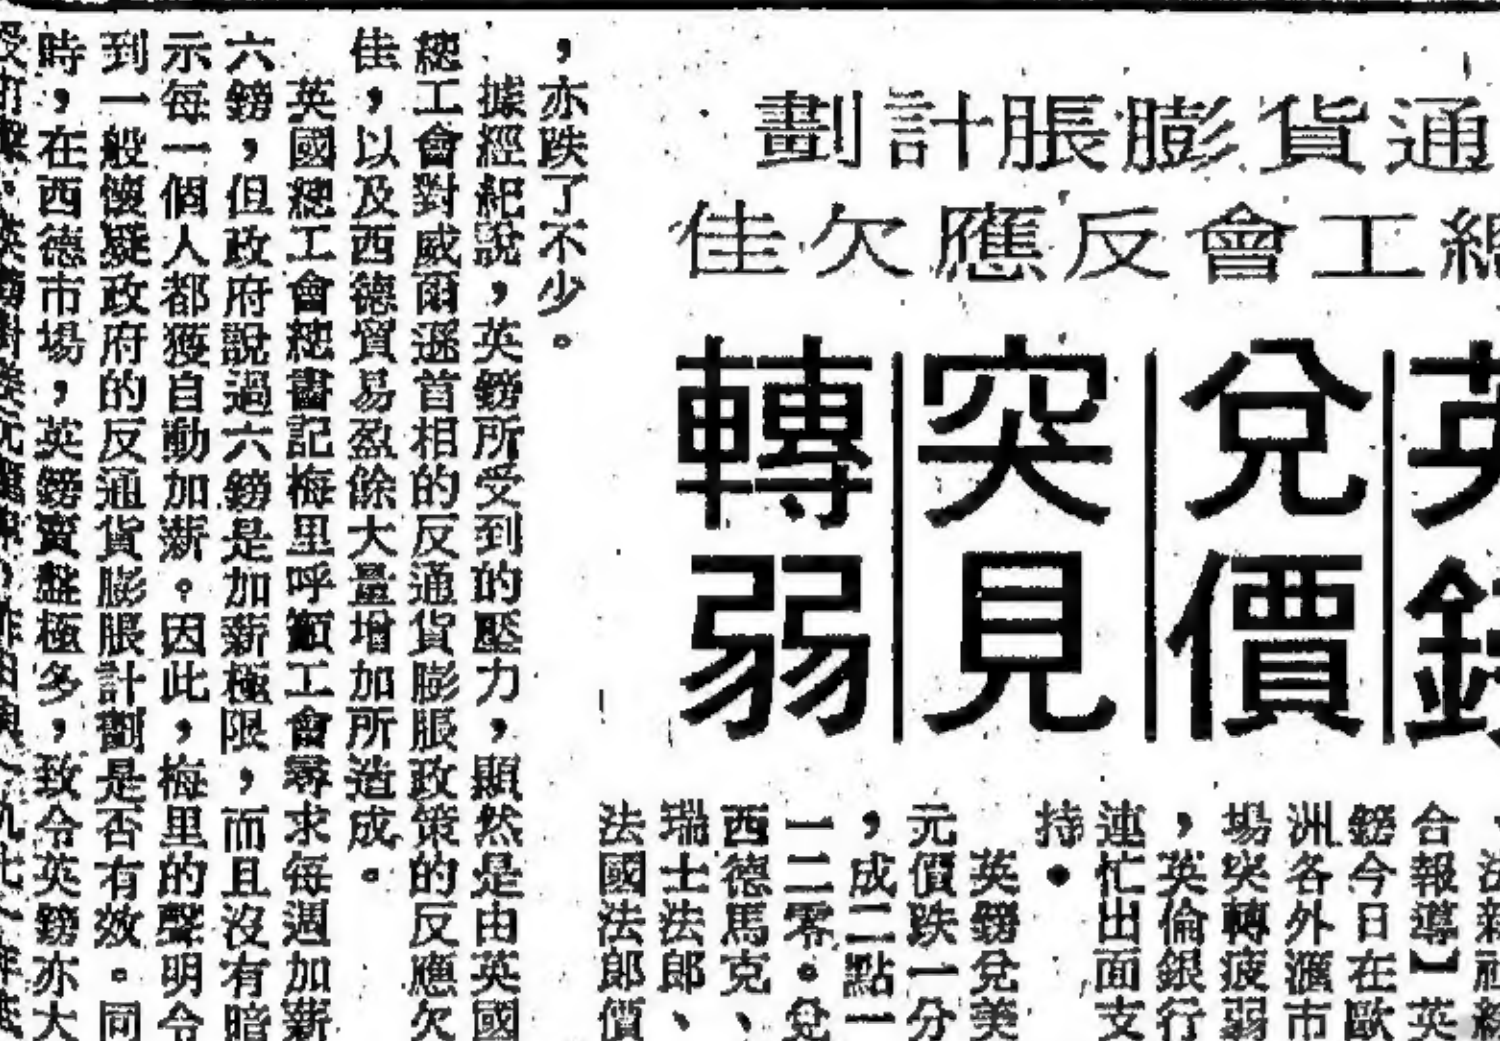 通貨膨脹計劃
總工會反應欠佳
英鎊
兌價
突見
轉弱
合報導】英
鎊今日在歐
洲各外滙市
場突轉疲弱
，英倫銀行
連忙出面支
持。
英鎊兌美
元價跌一分
，成二點一
一二零。兌
西德馬克、
瑞士法郎、
法國法郎價
，亦跌了不少。
據經紀說，英鎊所受到的壓力，顯然是由英國
總工會對威爾遜首相的反通貨膨脹政策的反應欠
佳，以及西德貿易盈餘大量增加所造成。
英國總工會總書記梅里呼籲工會尋求每週加薪
六鎊，但政府說過六鎊是加薪極限，而且沒有暗
示每一個人都獲自動加薪。因此，梅里的聲明令
到一般懷疑政府的反通貨膨脹計劃是否有效。同
時，在西德市場，英鎊賣盤極多，致令英鎊亦大